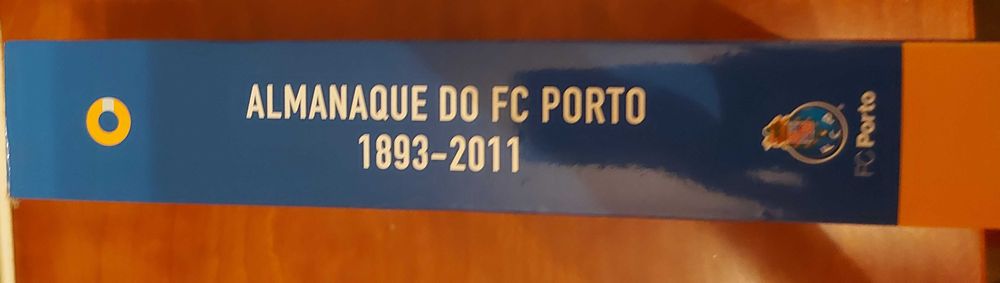 ALMANAQUE DO FC PORTO
1893-2011
FC Porto